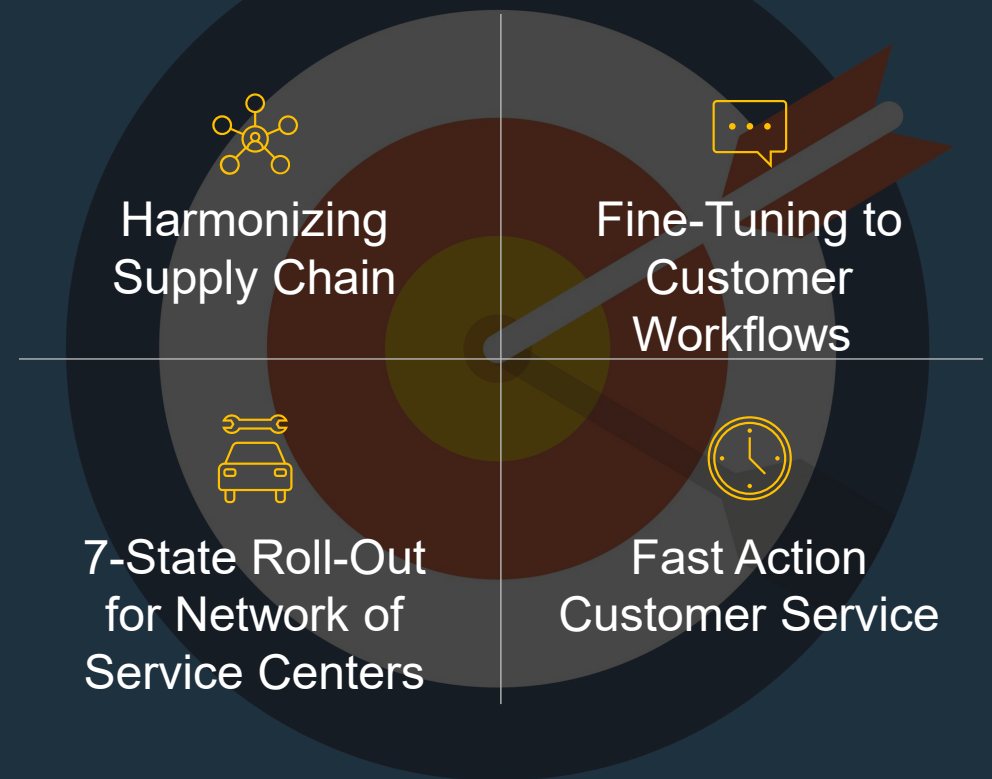 Harmonizing
Supply Chain
Fine-Tuning to
Customer
Workflows
7-State Roll-Out
for Network of
Service Centers
Fast Action
Customer Service